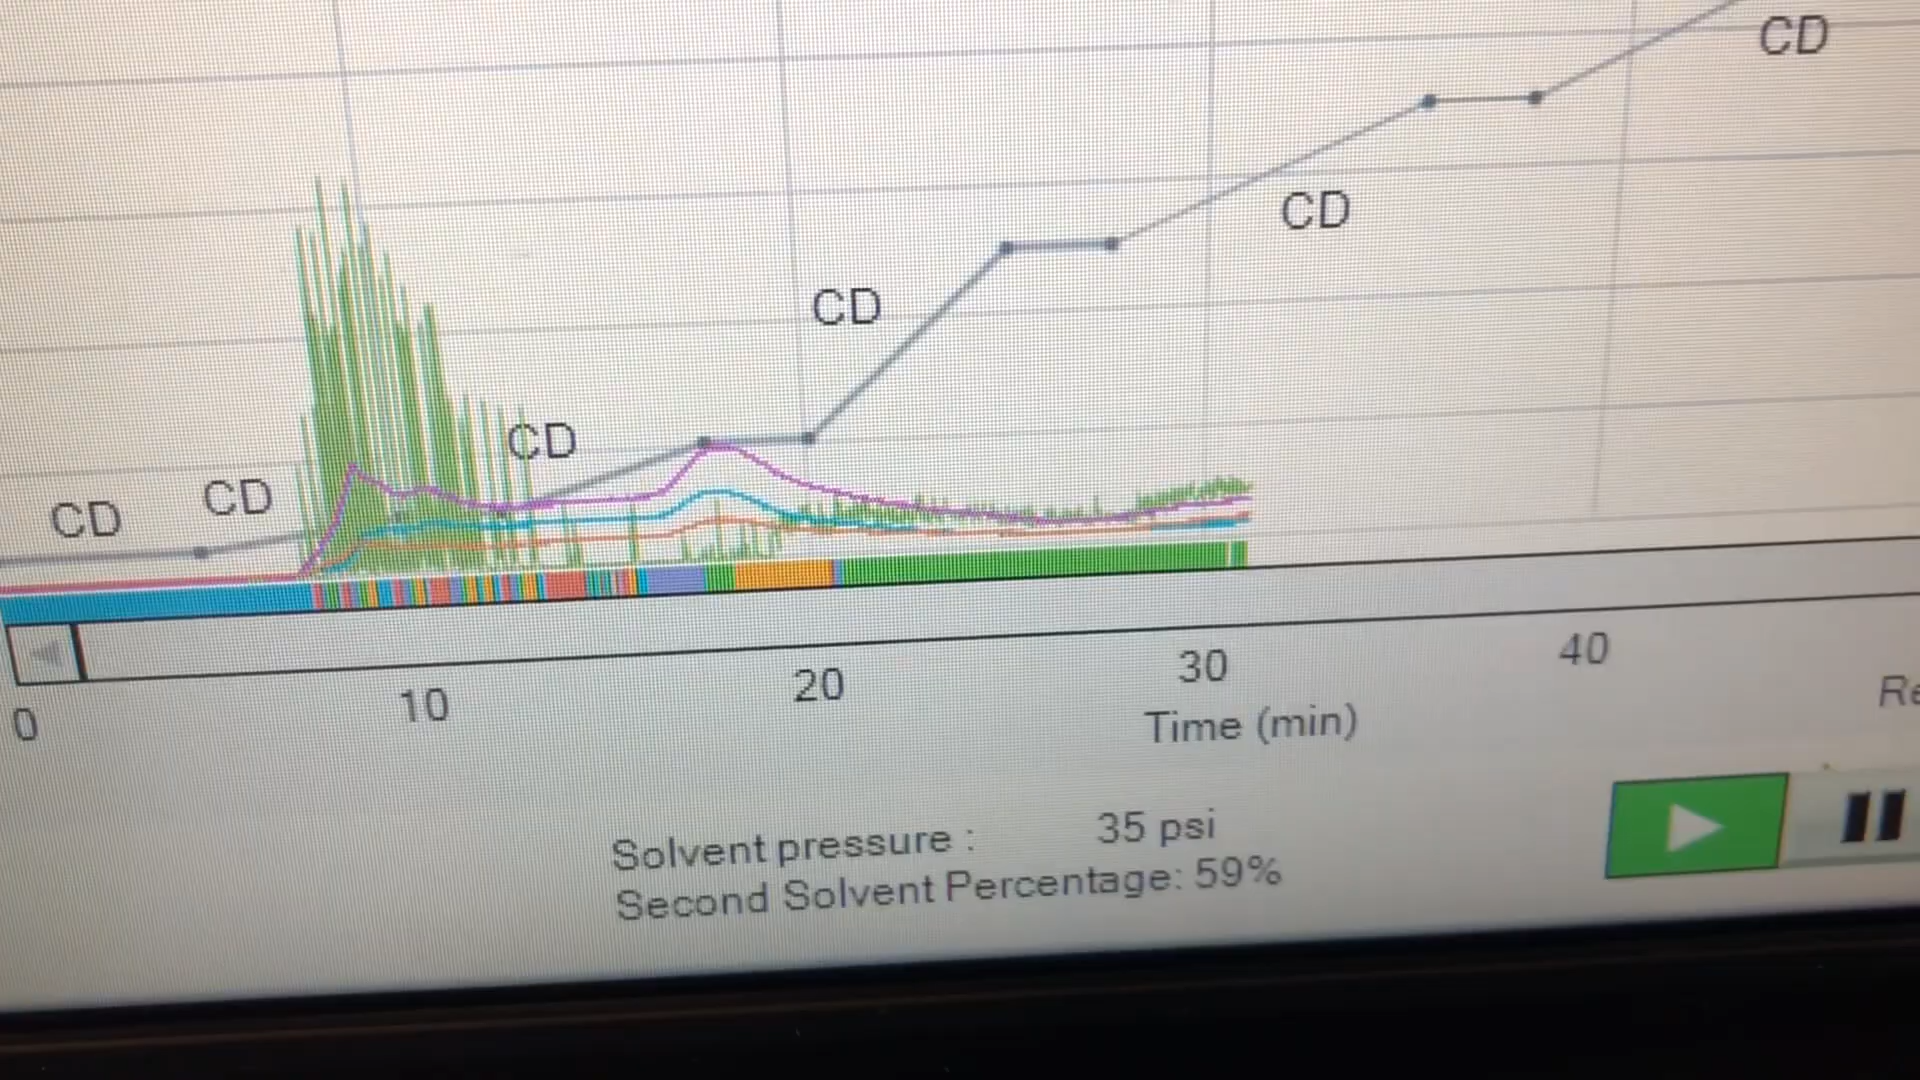 CD
CD
CD
CD
CD
CD
0
10
20
30
40
Time (min)
Solvent pressure : 35 psi
Second Solvent Percentage: 59%